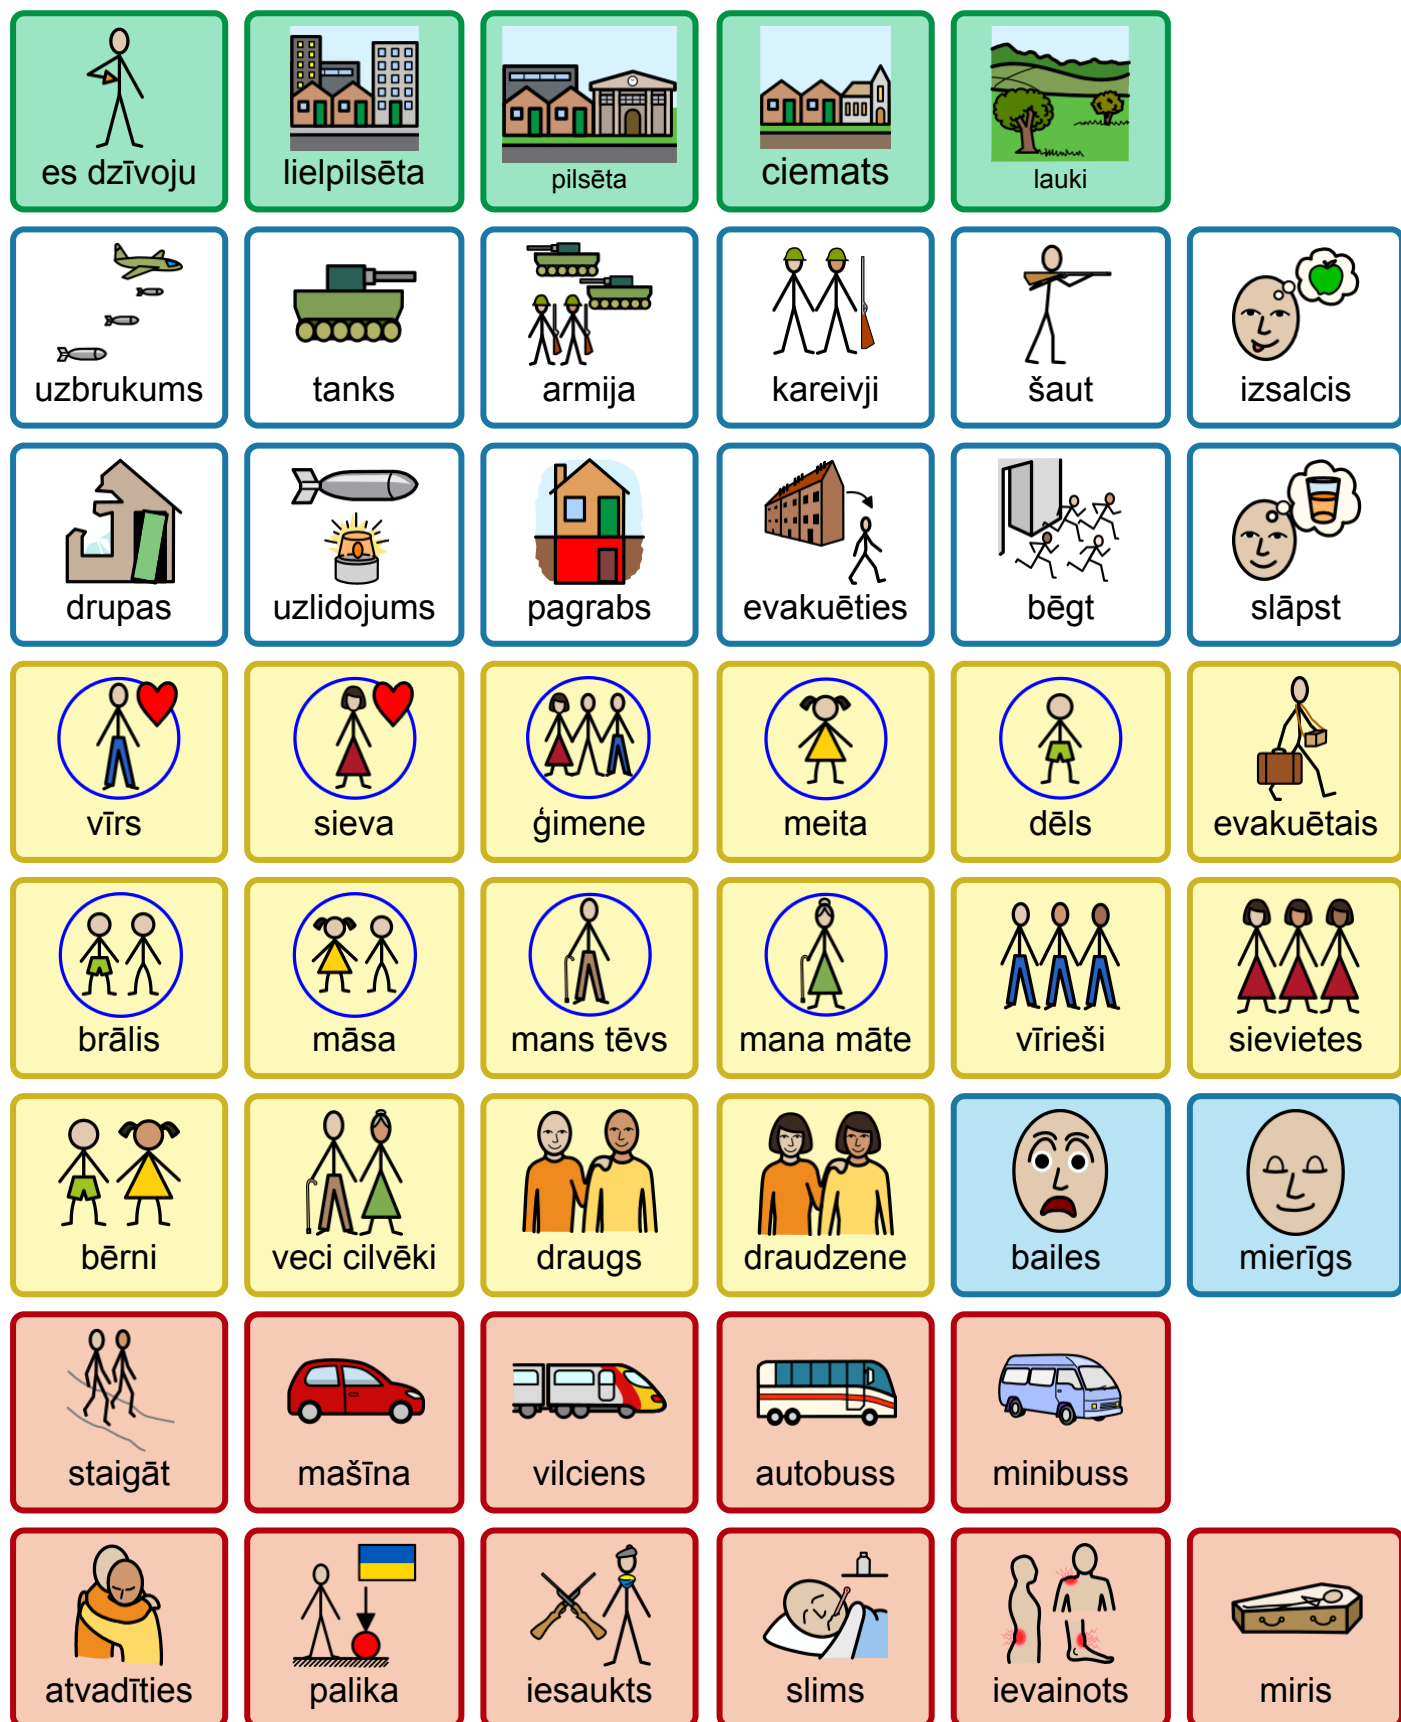 es dzīvoju
lielpilsēta
pilsēta
ciemats
lauki
uzbrukums
tanks
armija
kareivji
šaut
izsalcis
drupas
uzlidojums
pagrabs
evakuēties
bēgt
slāpst
vīrs
sieva
ģimene
meita
dēls
evakuētais
brālis
māsa
mans tēvs
mana māte
vīrieši
sievietes
bērni
veci cilvēki
draugs
draudzene
bailes
mierīgs
staigāt
mašīna
vilciens
autobuss
minibuss
atvadīties
palika
iesaukts
slims
ievainots
miris